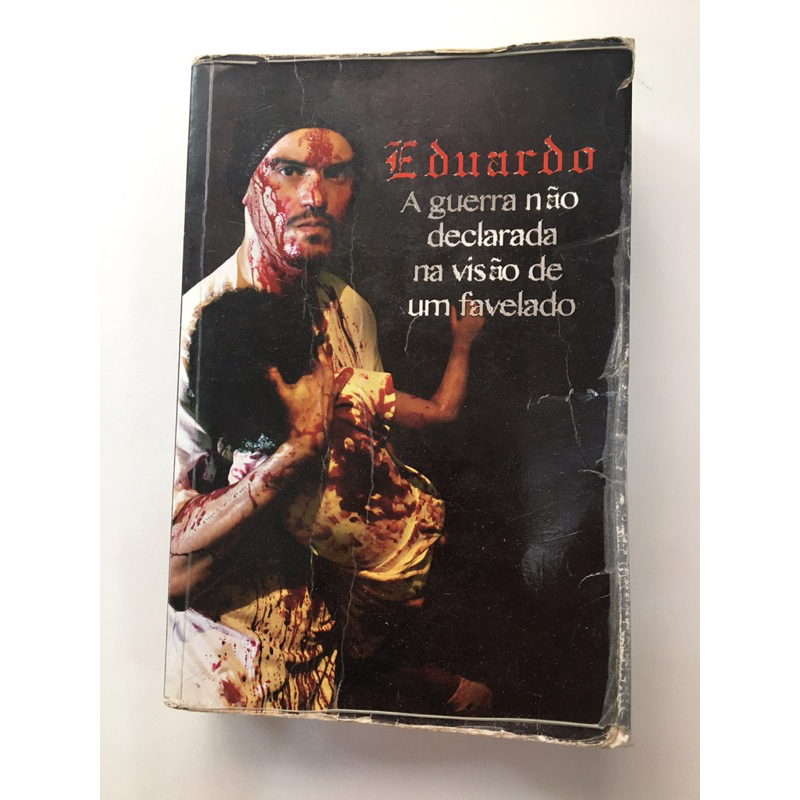 Eduardo
A guerra não
declarada
na visão de
um favelado